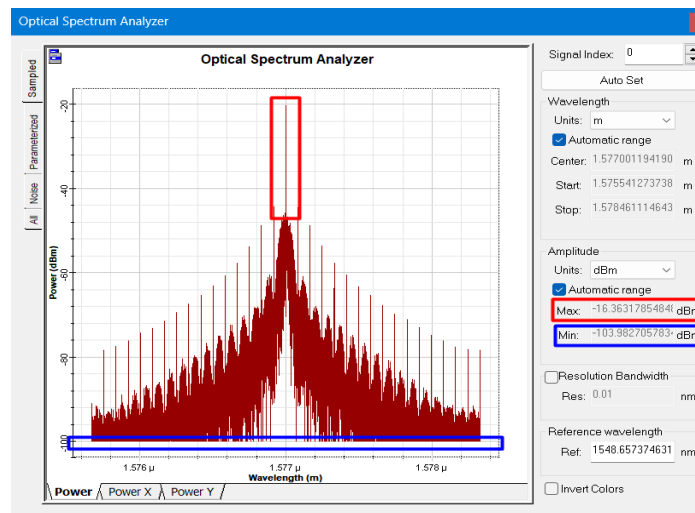 Optical Spectrum Analyzer
Optical Spectrum Analyzer
Sampled
Parameterized
Noise
All
Power (dBm)
-20
-40
-60
-80
-100
1.576 µ
1.577 µ
1.578 µ
Wavelength (m)
Power
Power X
Power Y
Signal Index: 0
Auto Set
Wavelength
Units: m
Automatic range
Center: 1.577001194190 m
Start: 1.575541273738 m
Stop: 1.578461114643 m
Amplitude
Units: dBm
Automatic range
Max: -16.3631785484 dBm
Min: -103.982705783 dBm
Resolution Bandwidth
Res: 0.01 nm
Reference wavelength
Ref: 1548.657374631 nm
Invert Colors